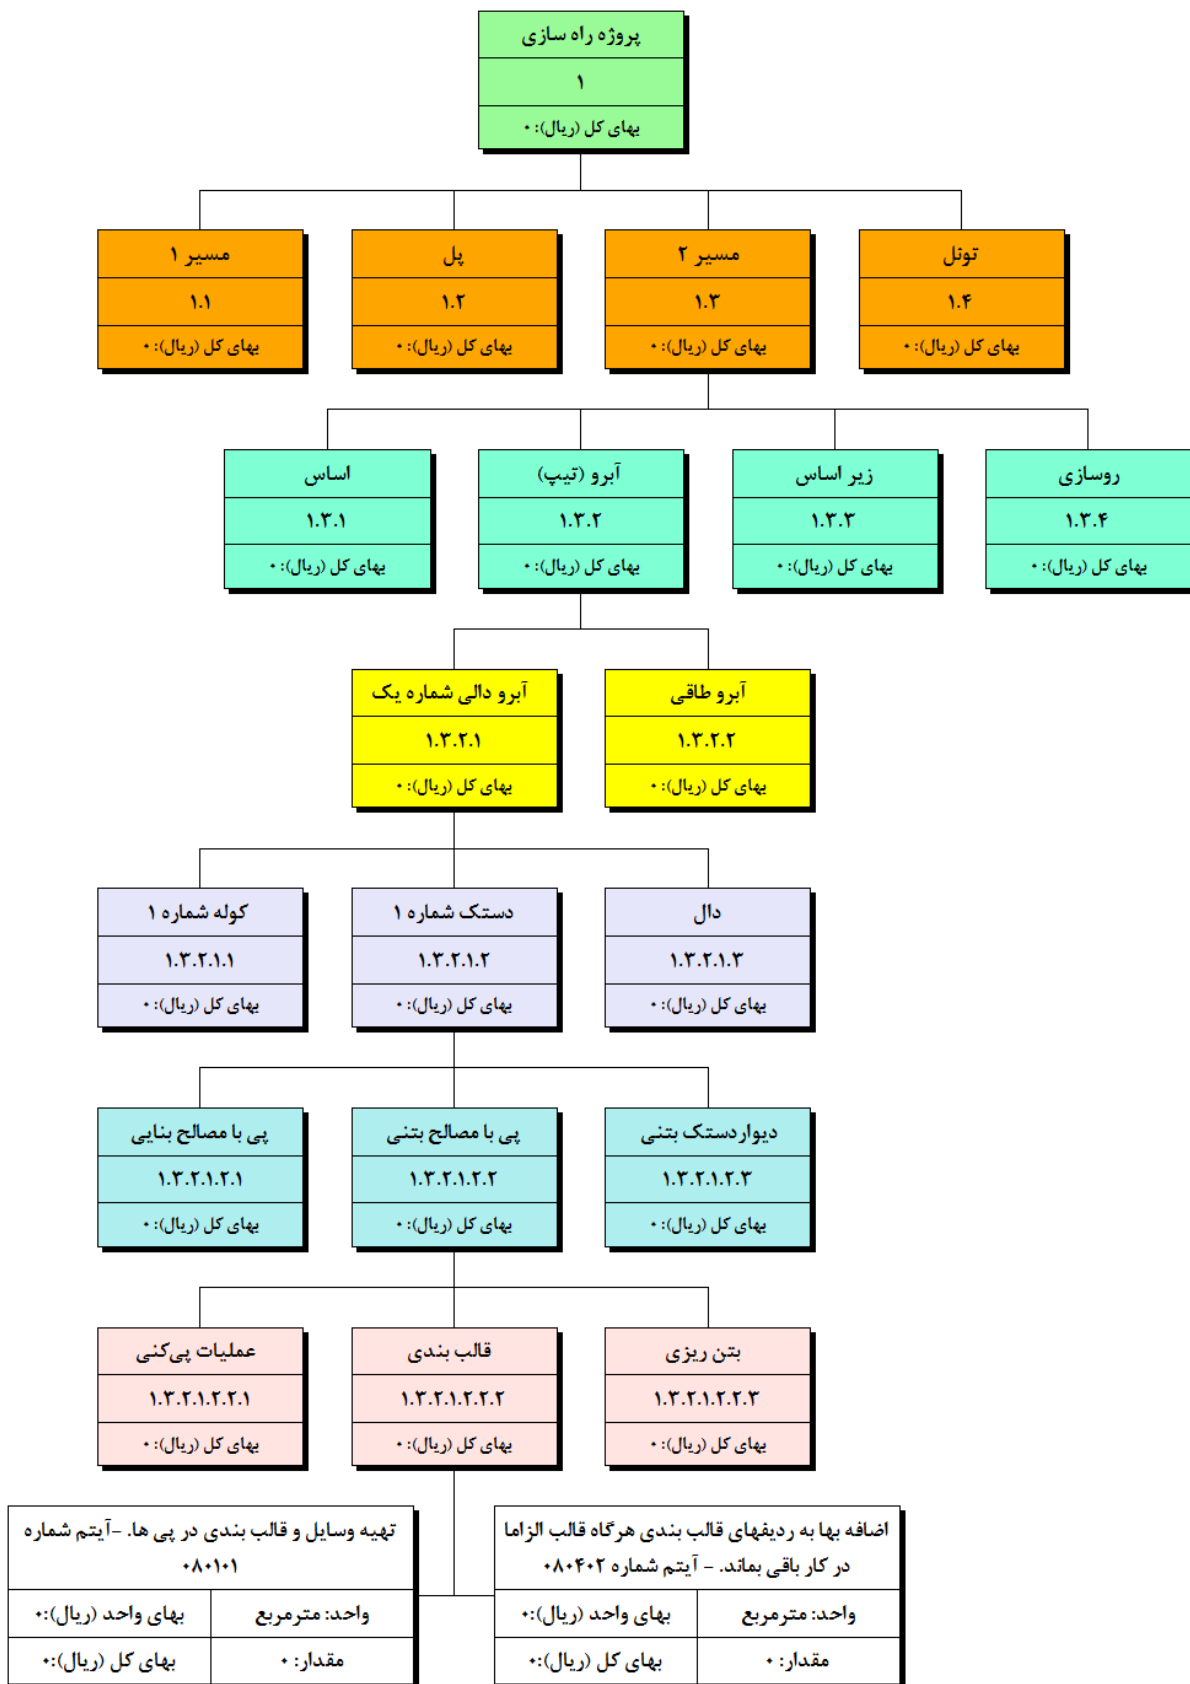 پروژه راه سازی
۱
بهای کل (ریال): ۰
مسیر ۱
۱.۱
بهای کل (ریال): ۰
پل
۱.۲
بهای کل (ریال): ۰
مسیر ۲
۱.۳
بهای کل (ریال): ۰
تونل
۱.۴
بهای کل (ریال): ۰
اساس
۱.۳.۱
بهای کل (ریال): ۰
آبرو (تیپ)
۱.۳.۲
بهای کل (ریال): ۰
زیر اساس
۱.۳.۳
بهای کل (ریال): ۰
روسازی
۱.۳.۴
بهای کل (ریال): ۰
آبرو دالی شماره یک
۱.۳.۲.۱
بهای کل (ریال): ۰
آبرو طاقی
۱.۳.۲.۲
بهای کل (ریال): ۰
کوله شماره ۱
۱.۳.۲.۱.۱
بهای کل (ریال): ۰
دستک شماره ۱
۱.۳.۲.۱.۲
بهای کل (ریال): ۰
دال
۱.۳.۲.۱.۳
بهای کل (ریال): ۰
پی با مصالح بنایی
۱.۳.۲.۱.۲.۱
بهای کل (ریال): ۰
پی با مصالح بتنی
۱.۳.۲.۱.۲.۲
بهای کل (ریال): ۰
دیواردستک بتنی
۱.۳.۲.۱.۲.۳
بهای کل (ریال): ۰
عملیات پی‌کنی
۱.۳.۲.۱.۲.۲.۱
بهای کل (ریال): ۰
قالب بندی
۱.۳.۲.۱.۲.۲.۲
بهای کل (ریال): ۰
بتن ریزی
۱.۳.۲.۱.۲.۲.۳
بهای کل (ریال): ۰
تهیه وسایل و قالب بندی در پی ها. -آیتم شماره
۰۸۰۱۰۱
واحد: مترمربع
بهای واحد (ریال):۰
مقدار: ۰
بهای کل (ریال):۰
اضافه بها به ردیفهای قالب بندی هرگاه قالب الزاما
در کار باقی بماند. - آیتم شماره ۰۸۰۴۰۲
واحد: مترمربع
بهای واحد (ریال):۰
مقدار: ۰
بهای کل (ریال):۰